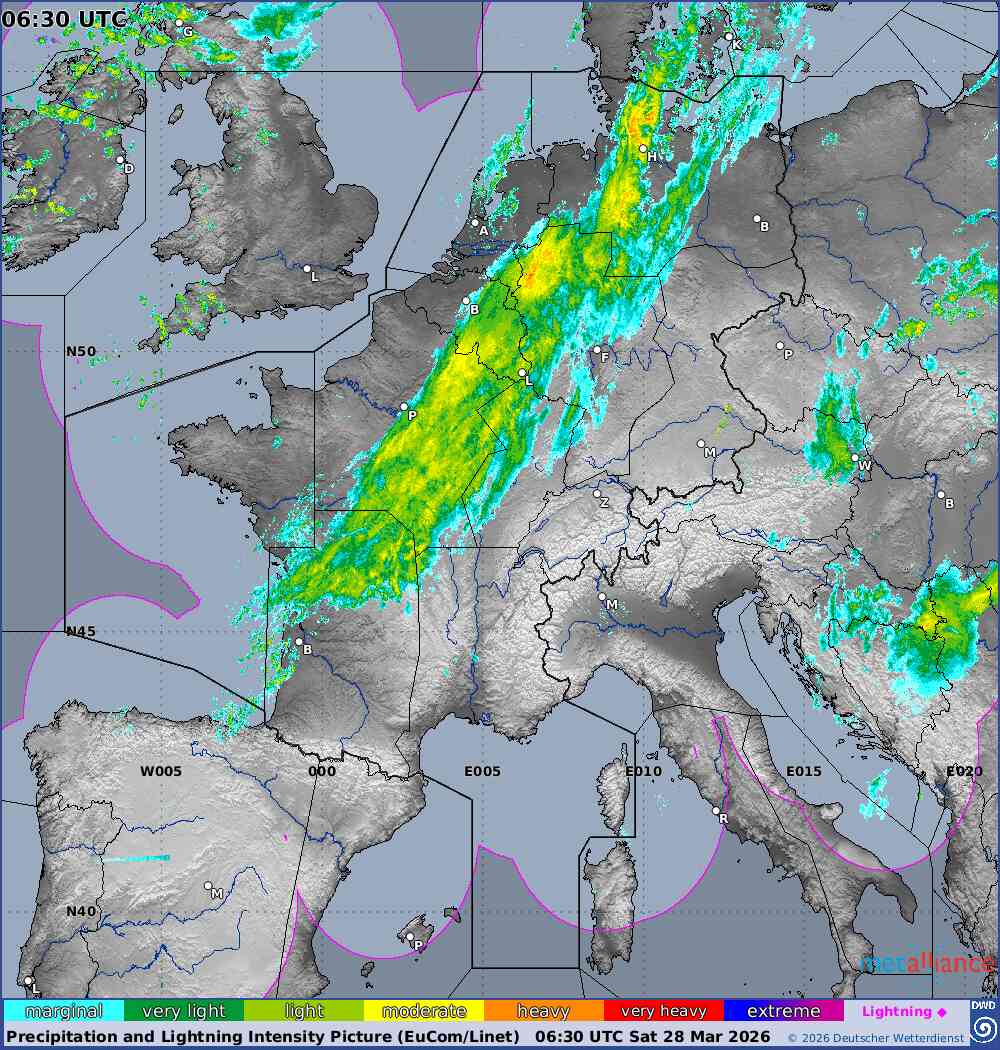 06:30 UTC
G
K
D
H
A
B
L
B
N50
F
P
L
P
M
W
Z
B
M
N45
B
W005
000
E005
E010
E015
E020
R
M
N40
P
L
metalliance
marginal very light light moderate heavy very heavy extreme Lightning ◆
DWD
Precipitation and Lightning Intensity Picture (EuCom/Linet) 06:30 UTC Sat 28 Mar 2026 © 2026 Deutscher Wetterdienst